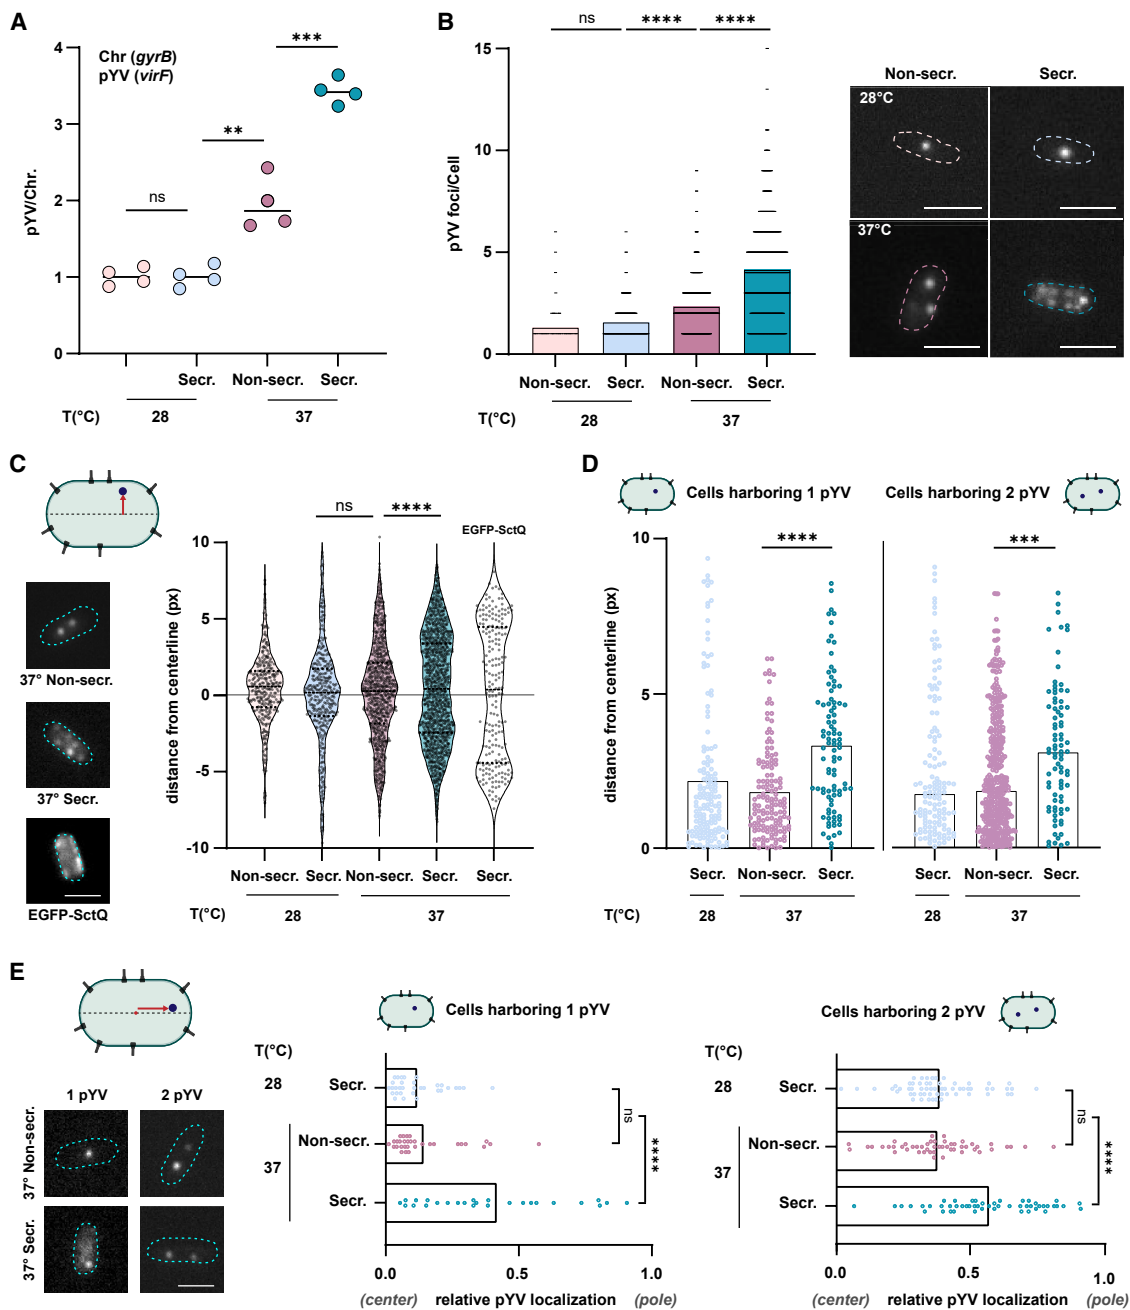 A
Chr (gyrB)
pYV (virF)
***
**
ns
pYV/Chr.
4
3
2
1
0
Secr. Non-secr. Secr.
T(°C) 28 37
B
ns **** ****
pYV foci/Cell
15
10
5
0
Non-secr. Secr. Non-secr. Secr.
T(°C) 28 37
Non-secr. Secr.
28°C
37°C
C
37° Non-secr.
37° Secr.
EGFP-SctQ
ns ****
EGFP-SctQ
distance from centerline (px)
10
5
0
-5
-10
Non-secr. Secr. Non-secr. Secr. Secr.
T(°C) 28 37
D
Cells harboring 1 pYV
Cells harboring 2 pYV
**** ***
distance from centerline (px)
10
5
0
Secr. Non-secr. Secr. Secr. Non-secr. Secr.
T(°C) 28 37 28 37
E
1 pYV 2 pYV
37° Non-secr.
37° Secr.
Cells harboring 1 pYV
T(°C)
28 Secr.
Non-secr.
37
Secr.
ns
****
0.0 0.5 1.0
(center) relative pYV localization (pole)
Cells harboring 2 pYV
T(°C)
28 Secr.
Non-secr.
37
Secr.
ns
****
0.0 0.5 1.0
(center) relative pYV localization (pole)